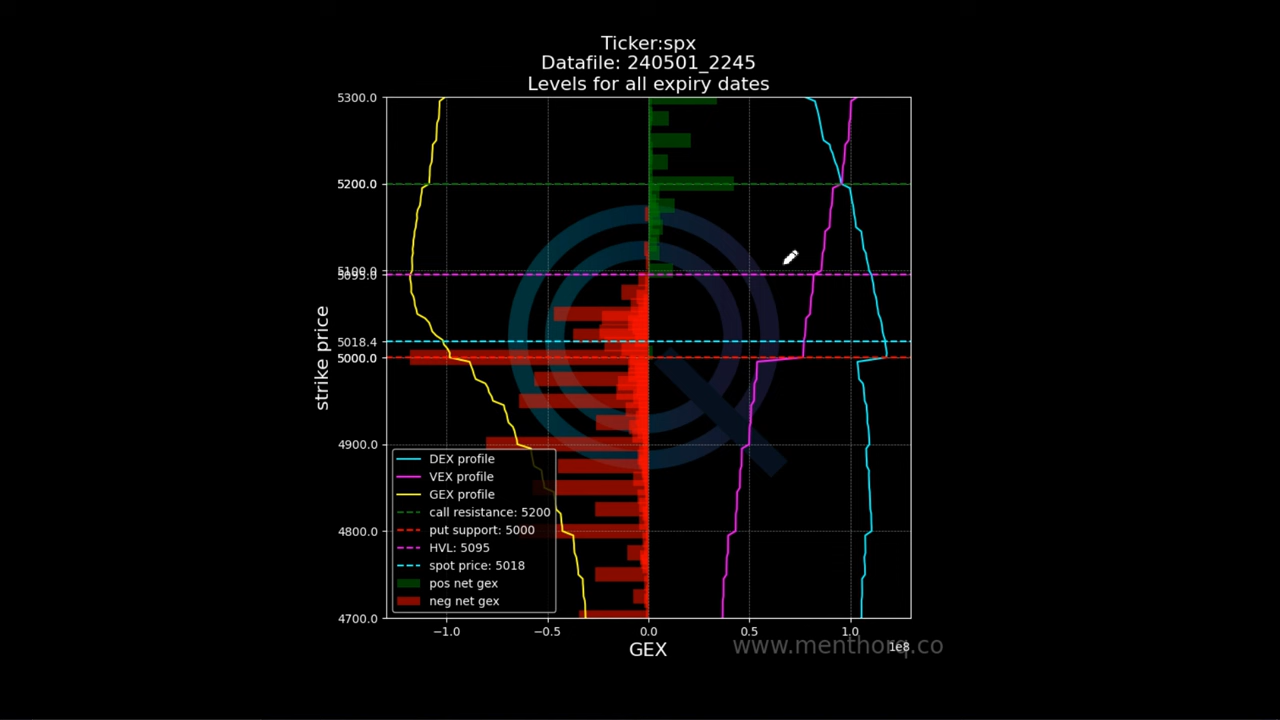 Ticker:spx
Datafile: 240501_2245
Levels for all expiry dates
5300.0
5200.0
5095.0
5018.4
5000.0
4900.0
4800.0
4700.0
strike price
DEX profile
VEX profile
GEX profile
call resistance: 5200
put support: 5000
HVL: 5095
spot price: 5018
pos net gex
neg net gex
−1.0 −0.5 0.0 0.5 1.0
1e8
GEX
www.menthorq.co